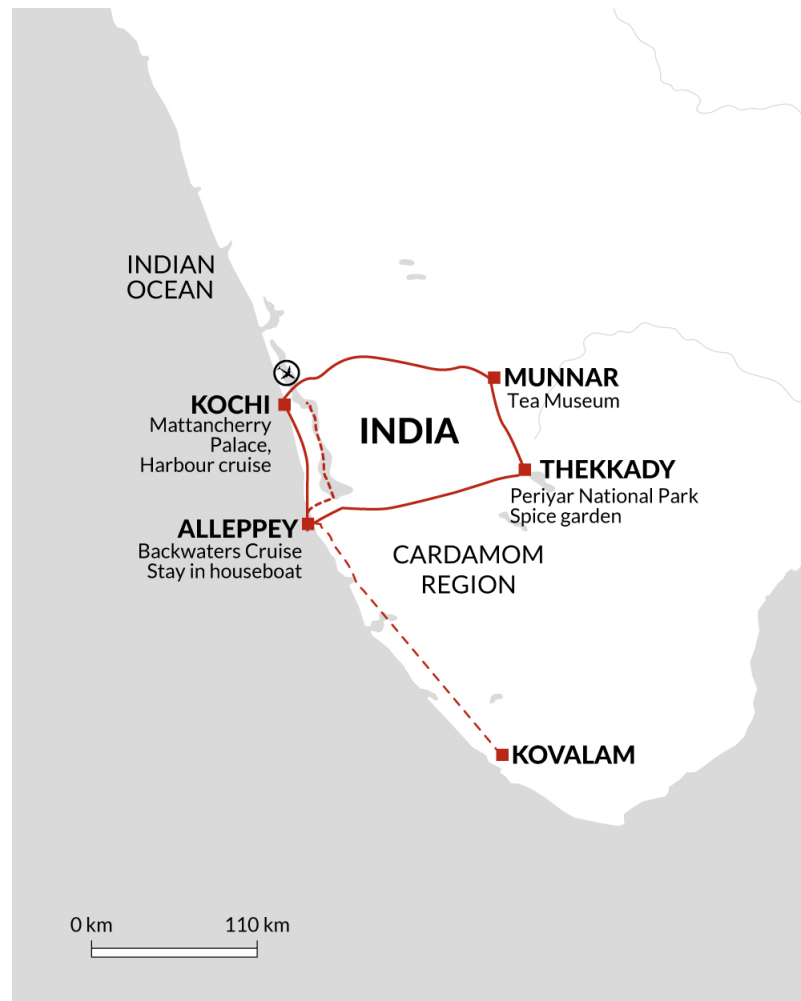 INDIAN
OCEAN
MUNNAR
Tea Museum
KOCHI
Mattancherry
Palace,
Harbour cruise
INDIA
THEKKADY
Periyar National Park
Spice garden
ALLEPPEY
Backwaters Cruise
Stay in houseboat
CARDAMOM
REGION
KOVALAM
0 km 110 km